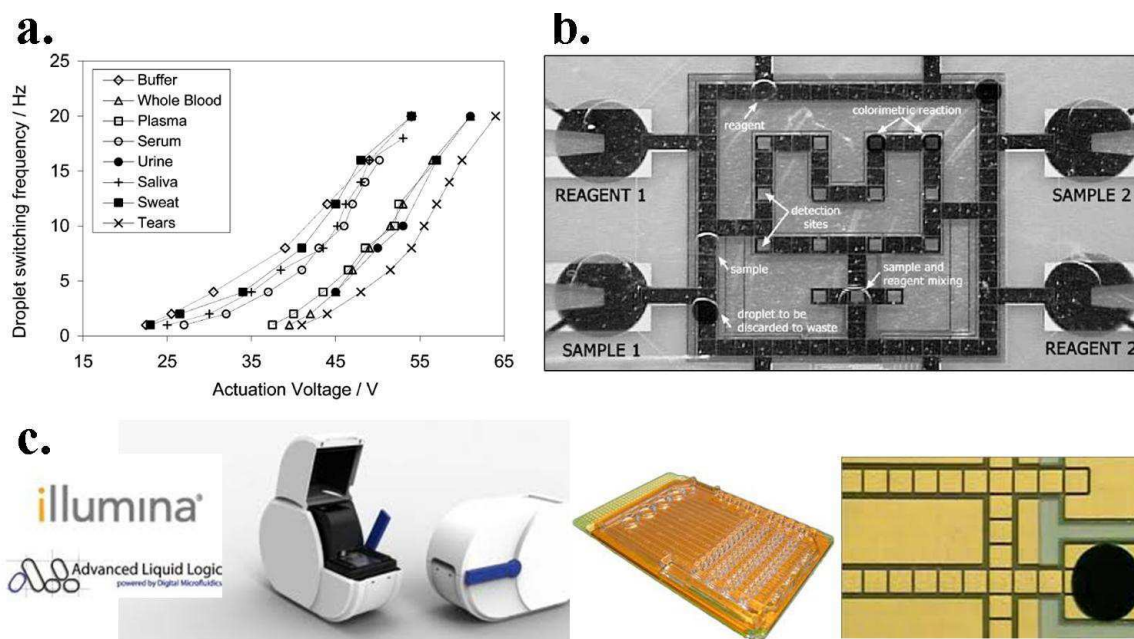 a.
Droplet switching frequency / Hz
25
20
15
10
5
0
Buffer
Whole Blood
Plasma
Serum
Urine
Saliva
Sweat
Tears
15 25 35 45 55 65
Actuation Voltage / V
b.
reagent
colorimetric reaction
REAGENT 1
SAMPLE 2
detection
sites
sample
sample and
reagent mixing
droplet to be
discarded to waste
SAMPLE 1
REAGENT 2
c.
illumina®
Advanced Liquid Logic
powered by Digital Microfluidics